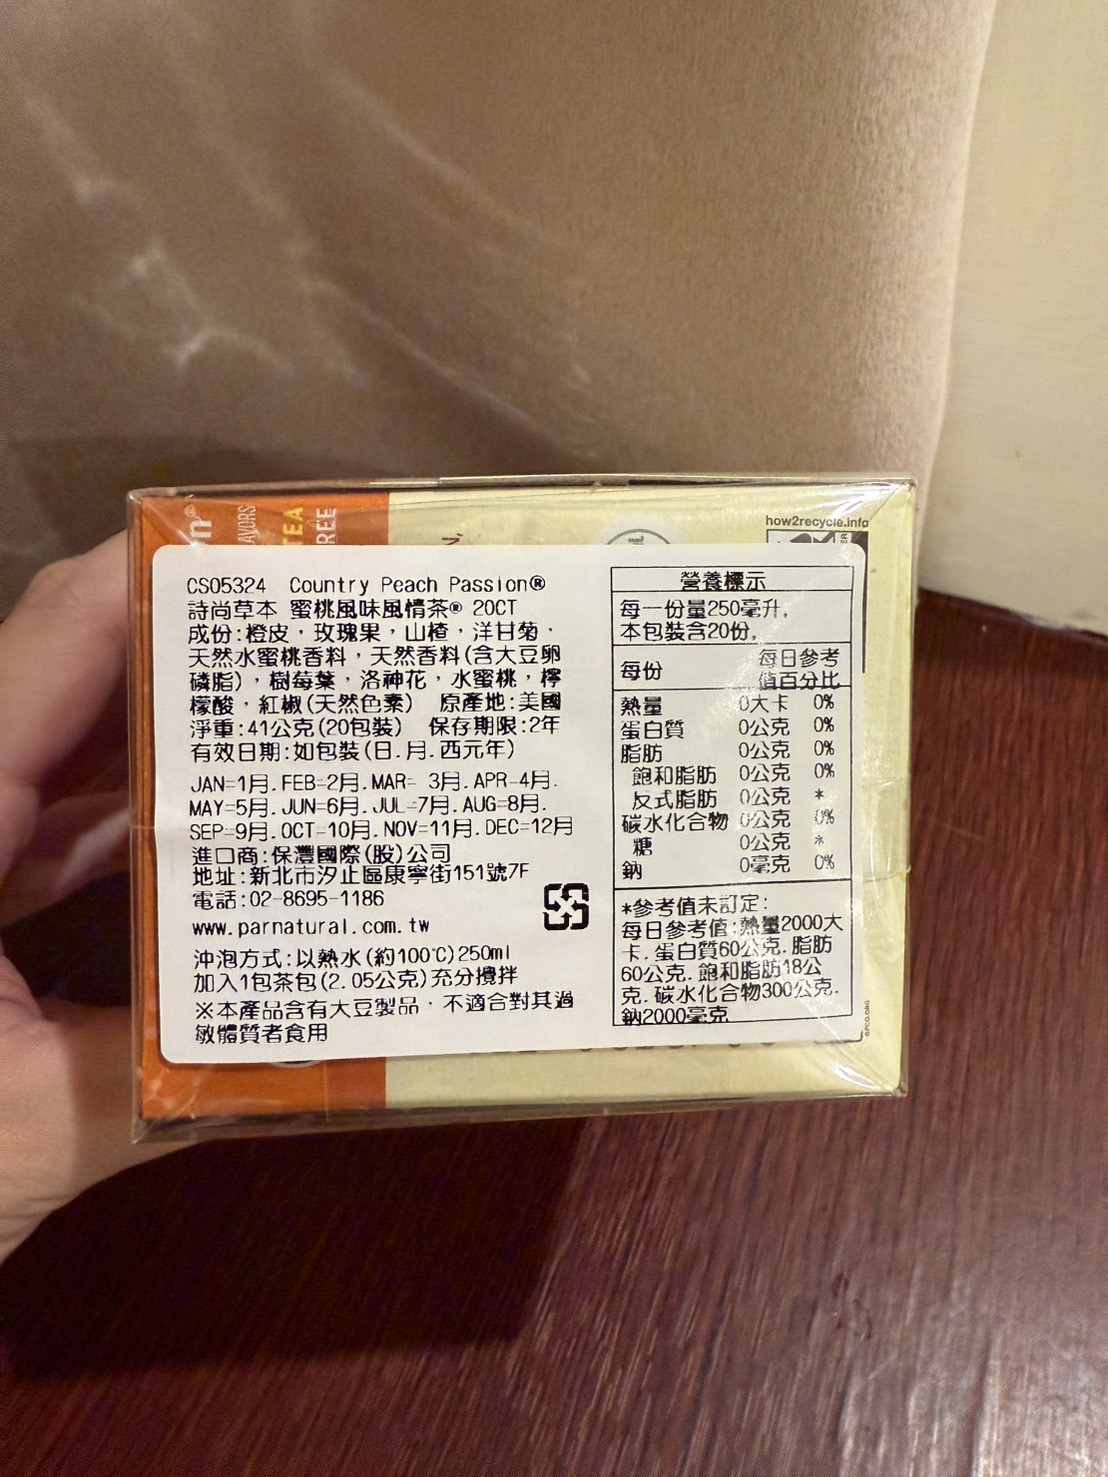 AVORS
TEA
REE
how2recycle.info
CS05324 Country Peach Passion®
詩尚草本 蜜桃風味風情茶® 20CT
成份:橙皮，玫瑰果，山楂，洋甘菊，
天然水蜜桃香料，天然香料(含大豆卵
磷脂)，樹莓葉，洛神花，水蜜桃，檸
檬酸，紅椒(天然色素) 原產地:美國
淨重:41公克(20包裝) 保存期限:2年
有效日期:如包裝(日.月.西元年)
JAN=1月.FEB=2月.MAR= 3月.APR=4月.
MAY=5月.JUN=6月.JUL=7月.AUG=8月.
SEP=9月.OCT=10月.NOV=11月.DEC=12月
進口商:保灃國際(股)公司
地址:新北市汐止區康寧街151號7F
電話:02-8695-1186
www.parnatural.com.tw
沖泡方式:以熱水(約100℃)250ml
加入1包茶包(2.05公克)充分攪拌
※本產品含有大豆製品，不適合對其過
敏體質者食用
營養標示
每一份量250毫升,
本包裝含20份,
每份 每日參考
值百分比
熱量 0大卡 0%
蛋白質 0公克 0%
脂肪 0公克 0%
飽和脂肪 0公克 0%
反式脂肪 0公克 *
碳水化合物 0公克 0%
糖 0公克 *
鈉 0毫克 0%
*參考值未訂定:
每日參考值:熱量2000大
卡.蛋白質60公克.脂肪
60公克.飽和脂肪18公
克.碳水化合物300公克.
鈉2000毫克